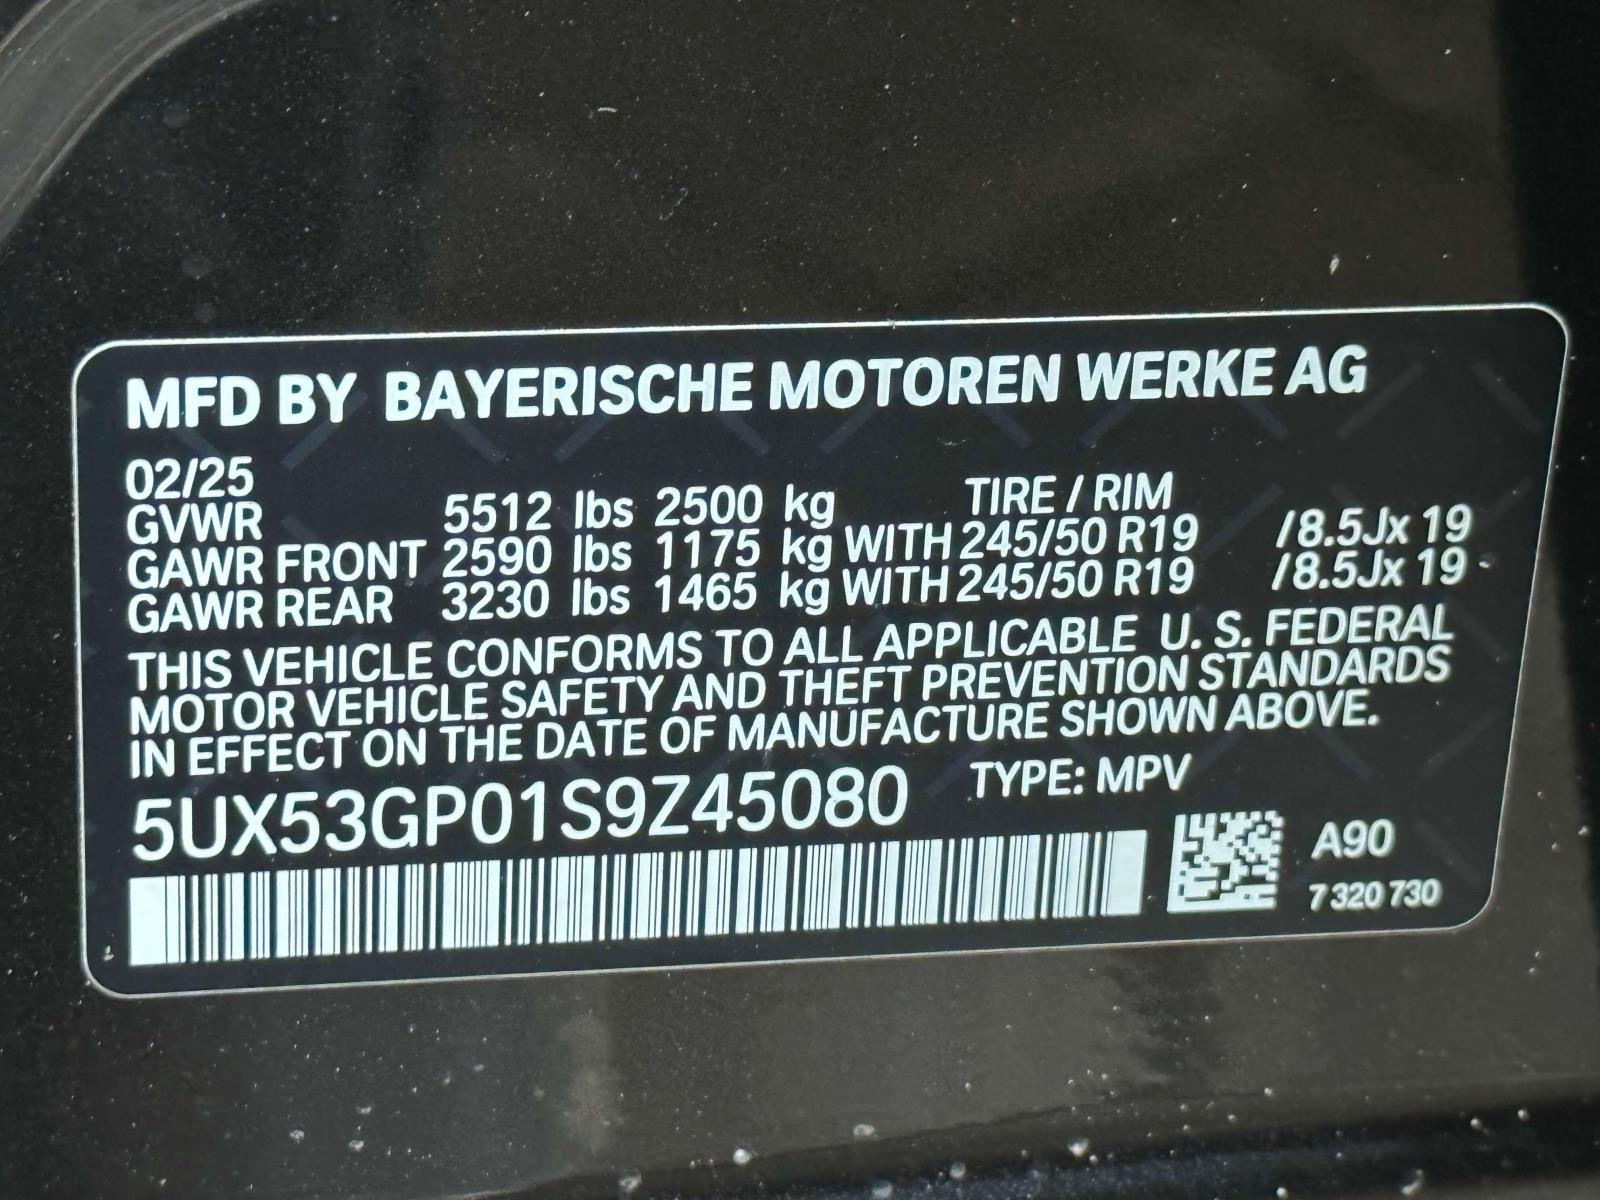 MFD BY BAYERISCHE MOTOREN WERKE AG
02/25
GVWR 5512 lbs 2500 kg TIRE / RIM
GAWR FRONT 2590 lbs 1175 kg WITH 245/50 R19 /8.5Jx 19
GAWR REAR 3230 lbs 1465 kg WITH 245/50 R19 /8.5Jx 19
THIS VEHICLE CONFORMS TO ALL APPLICABLE U. S. FEDERAL
MOTOR VEHICLE SAFETY AND THEFT PREVENTION STANDARDS
IN EFFECT ON THE DATE OF MANUFACTURE SHOWN ABOVE.
5UX53GP01S9Z45080 TYPE: MPV
A90
7 320 730